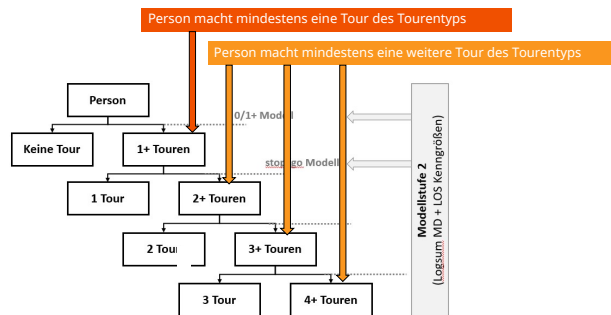 Person macht mindestens eine Tour des Tourentyps
Person macht mindestens eine weitere Tour des Tourentyps
Person
0/1+ Modell
Keine Tour
1+ Touren
Modell
1 Tour
2+ Touren
2 Tour
3+ Touren
3 Tour
4+ Touren
Modellstufe 2
(Logsum MD + LOS Kenngrößen)